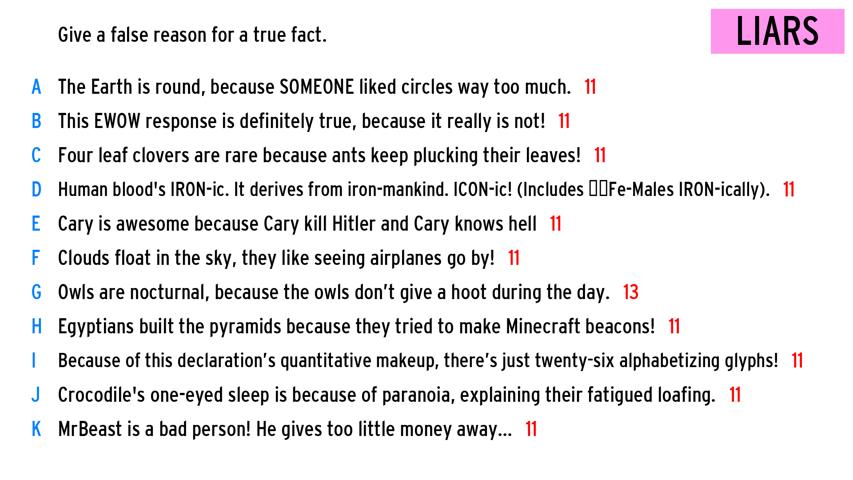 Give a false reason for a true fact.
LIARS
A The Earth is round, because SOMEONE liked circles way too much. 11
B This EWOW response is definitely true, because it really is not! 11
C Four leaf clovers are rare because ants keep plucking their leaves! 11
D Human blood's IRON-ic. It derives from iron-mankind. ICON-ic! (Includes Fe-Males IRON-ically). 11
E Cary is awesome because Cary kill Hitler and Cary knows hell 11
F Clouds float in the sky, they like seeing airplanes go by! 11
G Owls are nocturnal, because the owls don’t give a hoot during the day. 13
H Egyptians built the pyramids because they tried to make Minecraft beacons! 11
I Because of this declaration’s quantitative makeup, there’s just twenty-six alphabetizing glyphs! 11
J Crocodile's one-eyed sleep is because of paranoia, explaining their fatigued loafing. 11
K MrBeast is a bad person! He gives too little money away... 11